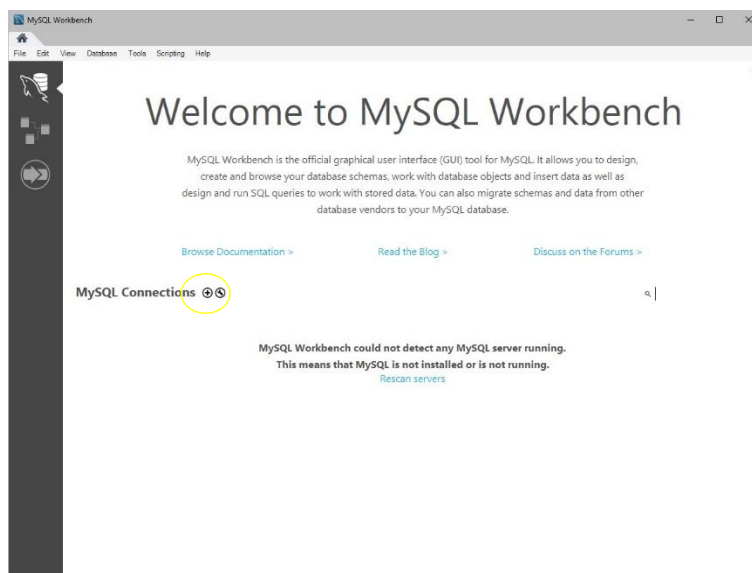 MySQL Workbench
File Edit View Database Tools Scripting Help
Welcome to MySQL Workbench
MySQL Workbench is the official graphical user interface (GUI) tool for MySQL. It allows you to design,
create and browse your database schemas, work with database objects and insert data as well as
design and run SQL queries to work with stored data. You can also migrate schemas and data from other
database vendors to your MySQL database.
Browse Documentation > Read the Blog > Discuss on the Forums >
MySQL Connections
MySQL Workbench could not detect any MySQL server running.
This means that MySQL is not installed or is not running.
Rescan servers